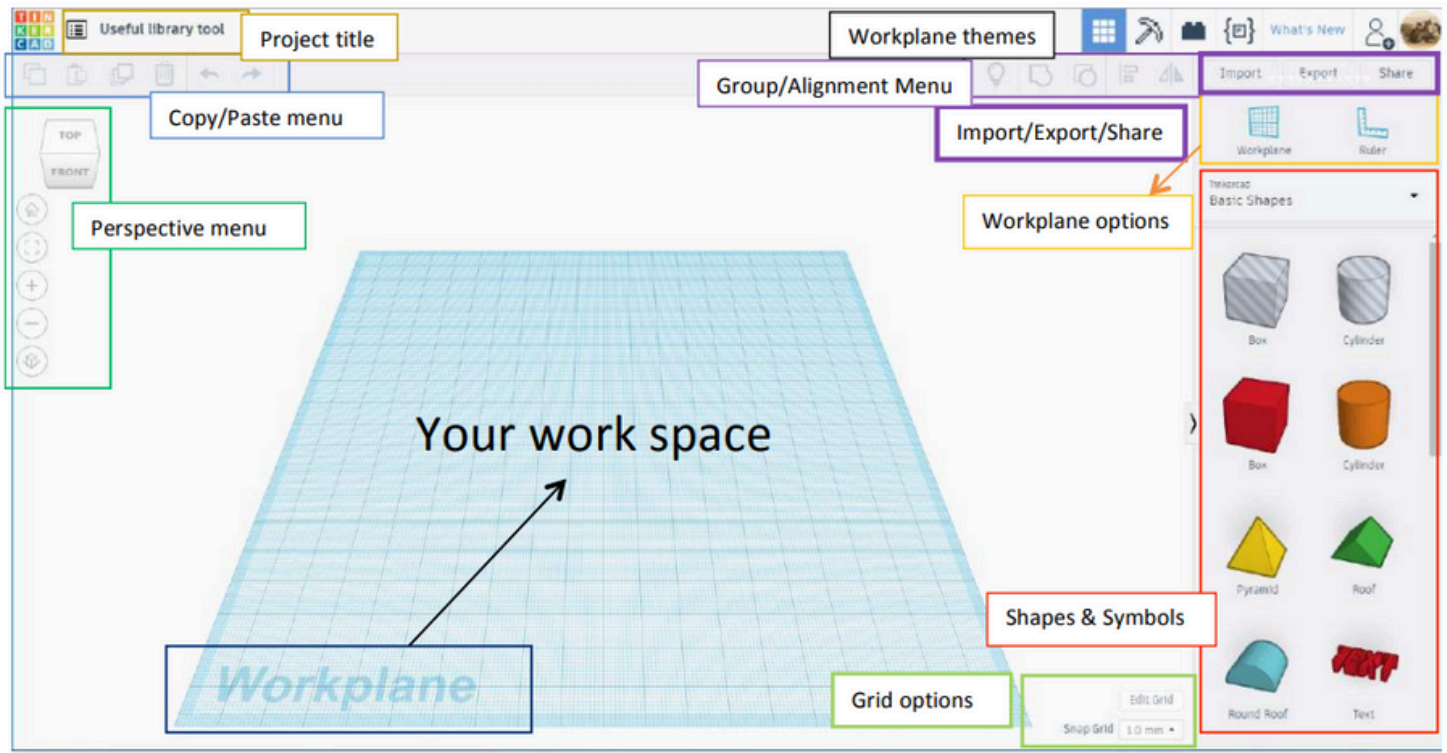 TIN
KER
CAD
Useful library tool
Project title
Workplane themes
What's New
Group/Alignment Menu
Import Export Share
Copy/Paste menu
Import/Export/Share
TOP
FRONT
Workplane Ruler
Tinkercad
Basic Shapes
Perspective menu
Workplane options
Box Cylinder
Your work space
Box Cylinder
Pyramid Roof
Shapes & Symbols
Workplane
TEXT
Grid options
Edit Grid
Snap Grid 1.0 mm
Round Roof Text